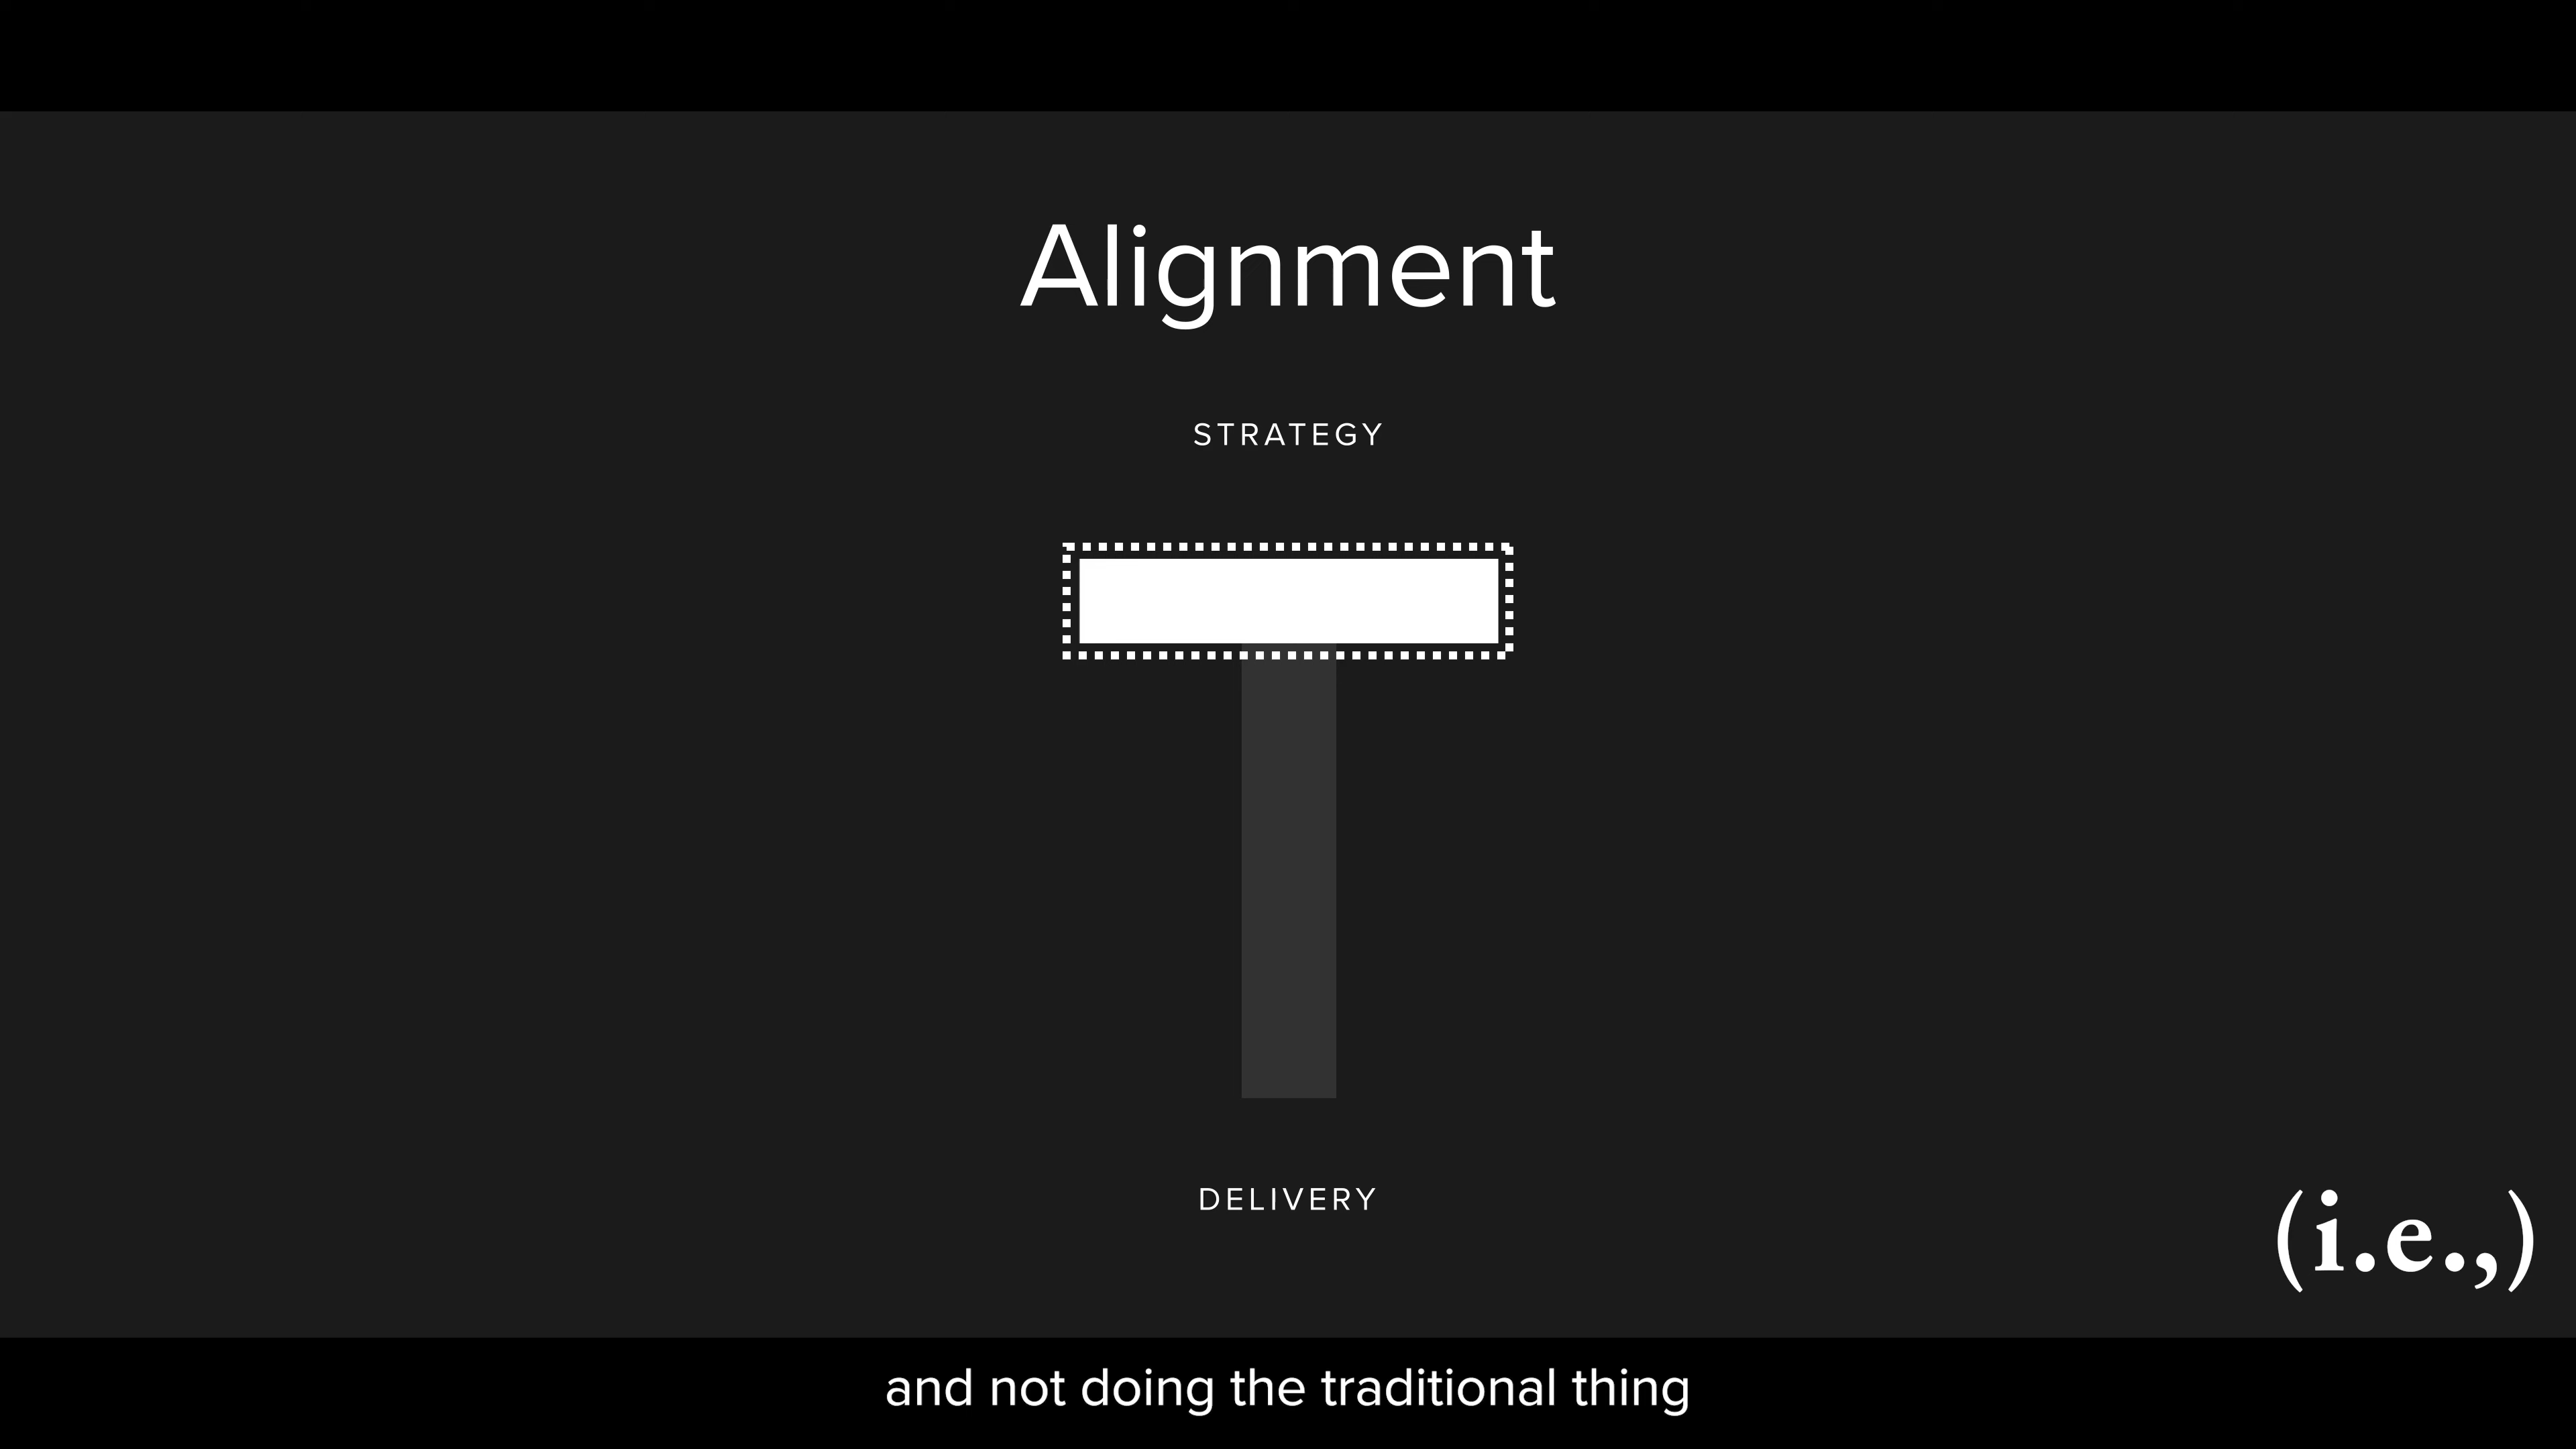 Alignment
STRATEGY
DELIVERY
(i.e.,)
and not doing the traditional thing